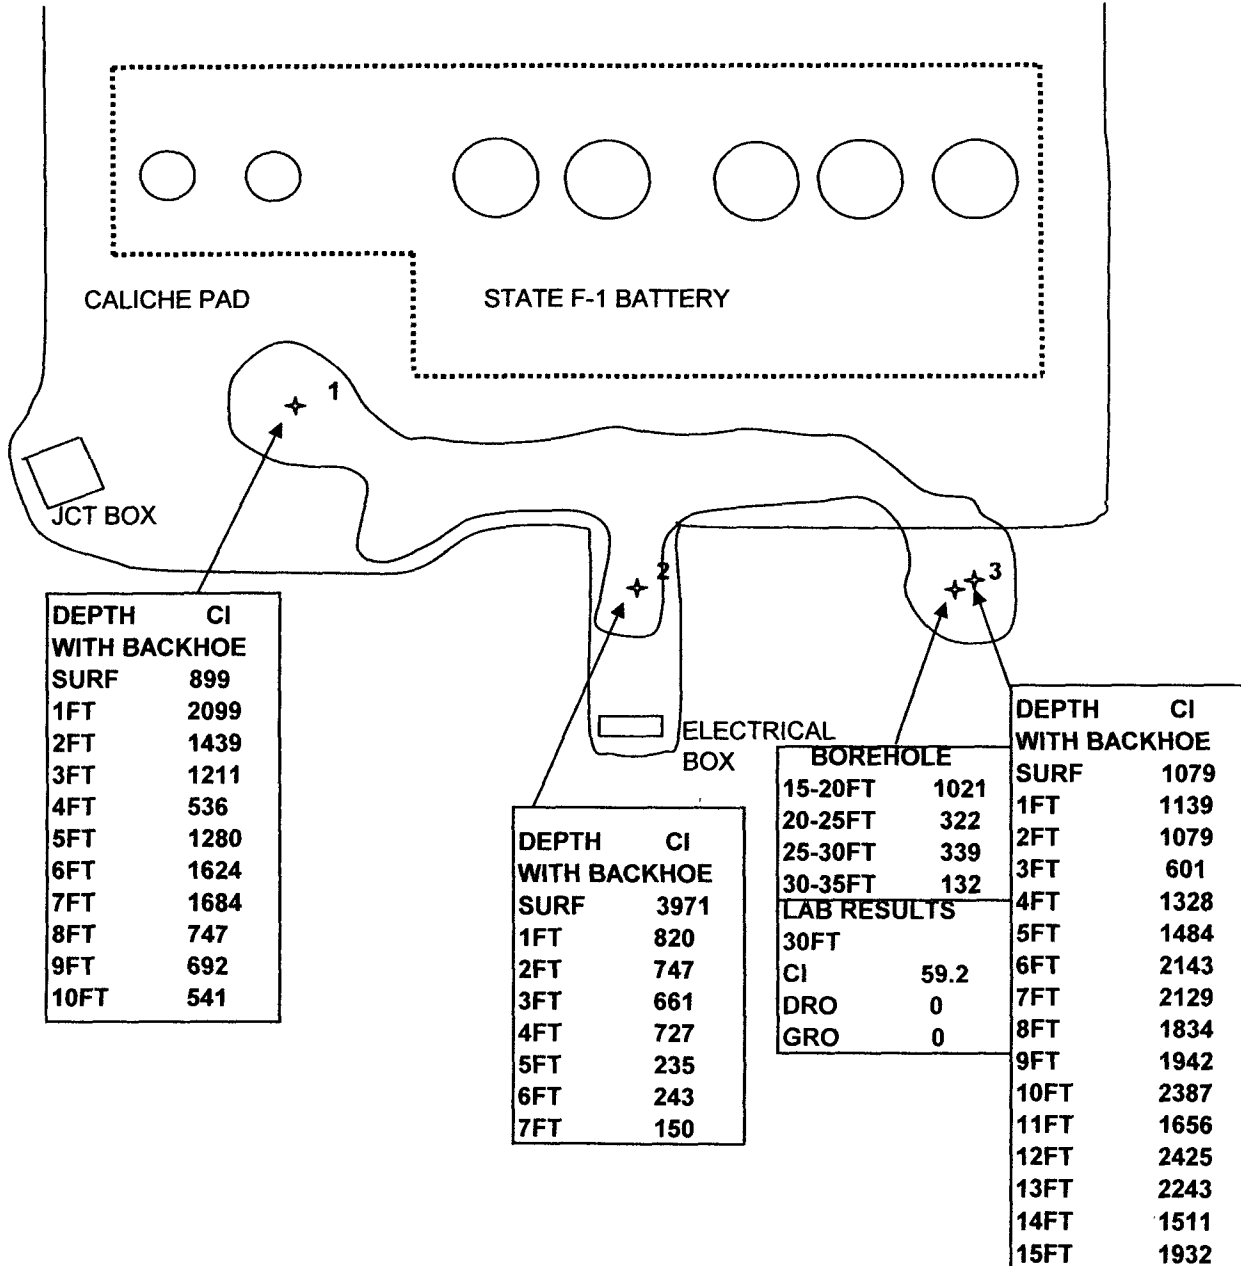 CALICHE PAD
STATE F-1 BATTERY
1
JCT BOX
2
3
DEPTH Cl
WITH BACKHOE
SURF 899
1FT 2099
2FT 1439
3FT 1211
4FT 536
5FT 1280
6FT 1624
7FT 1684
8FT 747
9FT 692
10FT 541
ELECTRICAL
BOX
DEPTH Cl
WITH BACKHOE
SURF 3971
1FT 820
2FT 747
3FT 661
4FT 727
5FT 235
6FT 243
7FT 150
BOREHOLE
15-20FT 1021
20-25FT 322
25-30FT 339
30-35FT 132
LAB RESULTS
30FT
Cl 59.2
DRO 0
GRO 0
DEPTH Cl
WITH BACKHOE
SURF 1079
1FT 1139
2FT 1079
3FT 601
4FT 1328
5FT 1484
6FT 2143
7FT 2129
8FT 1834
9FT 1942
10FT 2387
11FT 1656
12FT 2425
13FT 2243
14FT 1511
15FT 1932